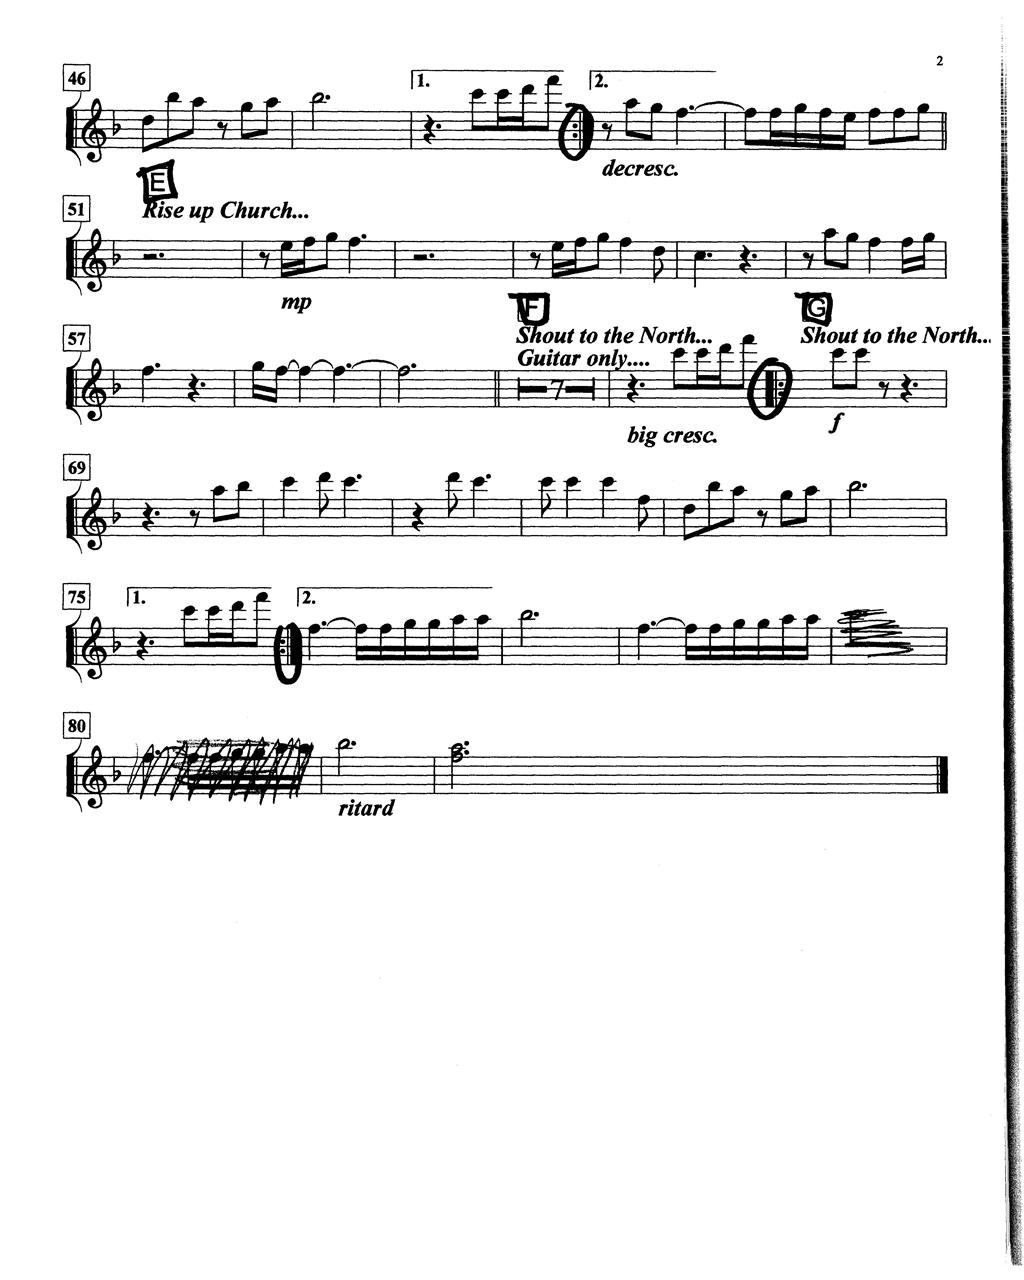 2
46
1.
2.
decresc.
E
51
Rise up Church...
mp
F
G
57
Shout to the North...
Shout to the North...
Guitar only....
7
big cresc.
f
69
75
1.
2.
80
ritard